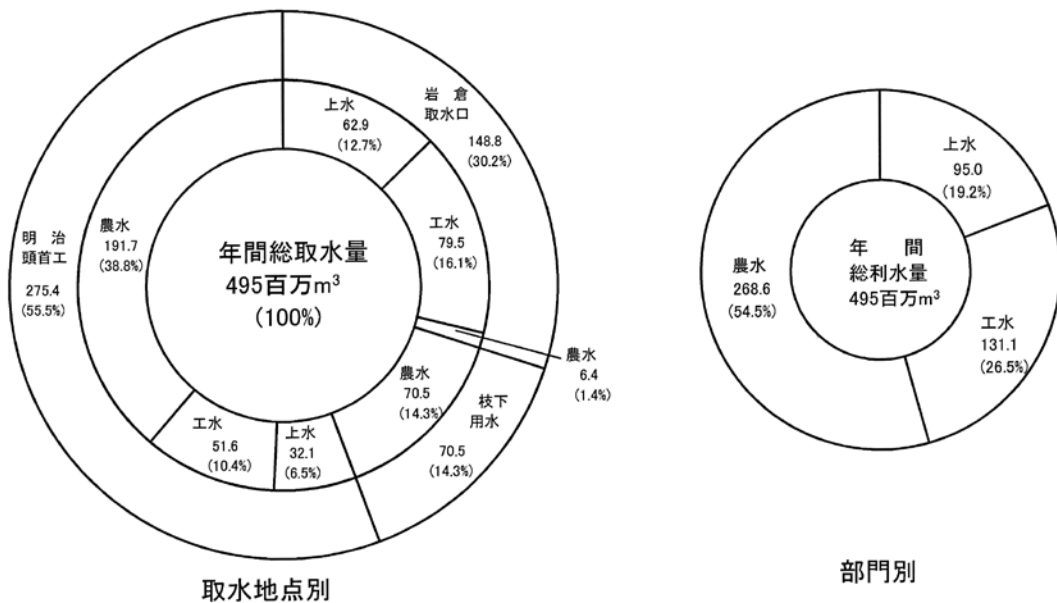 岩 倉
取水口
148.8
(30.2%)
上水
62.9
(12.7%)
工水
79.5
(16.1%)
農水
6.4
(1.4%)
枝下
用水
70.5
(14.3%)
農水
70.5
(14.3%)
明 治
頭首工
275.4
(55.5%)
上水
32.1
(6.5%)
工水
51.6
(10.4%)
農水
191.7
(38.8%)
年間総取水量
495百万m³
(100%)
取水地点別
上水
95.0
(19.2%)
工水
131.1
(26.5%)
農水
268.6
(54.5%)
年 間
総利水量
495百万m³
部門別